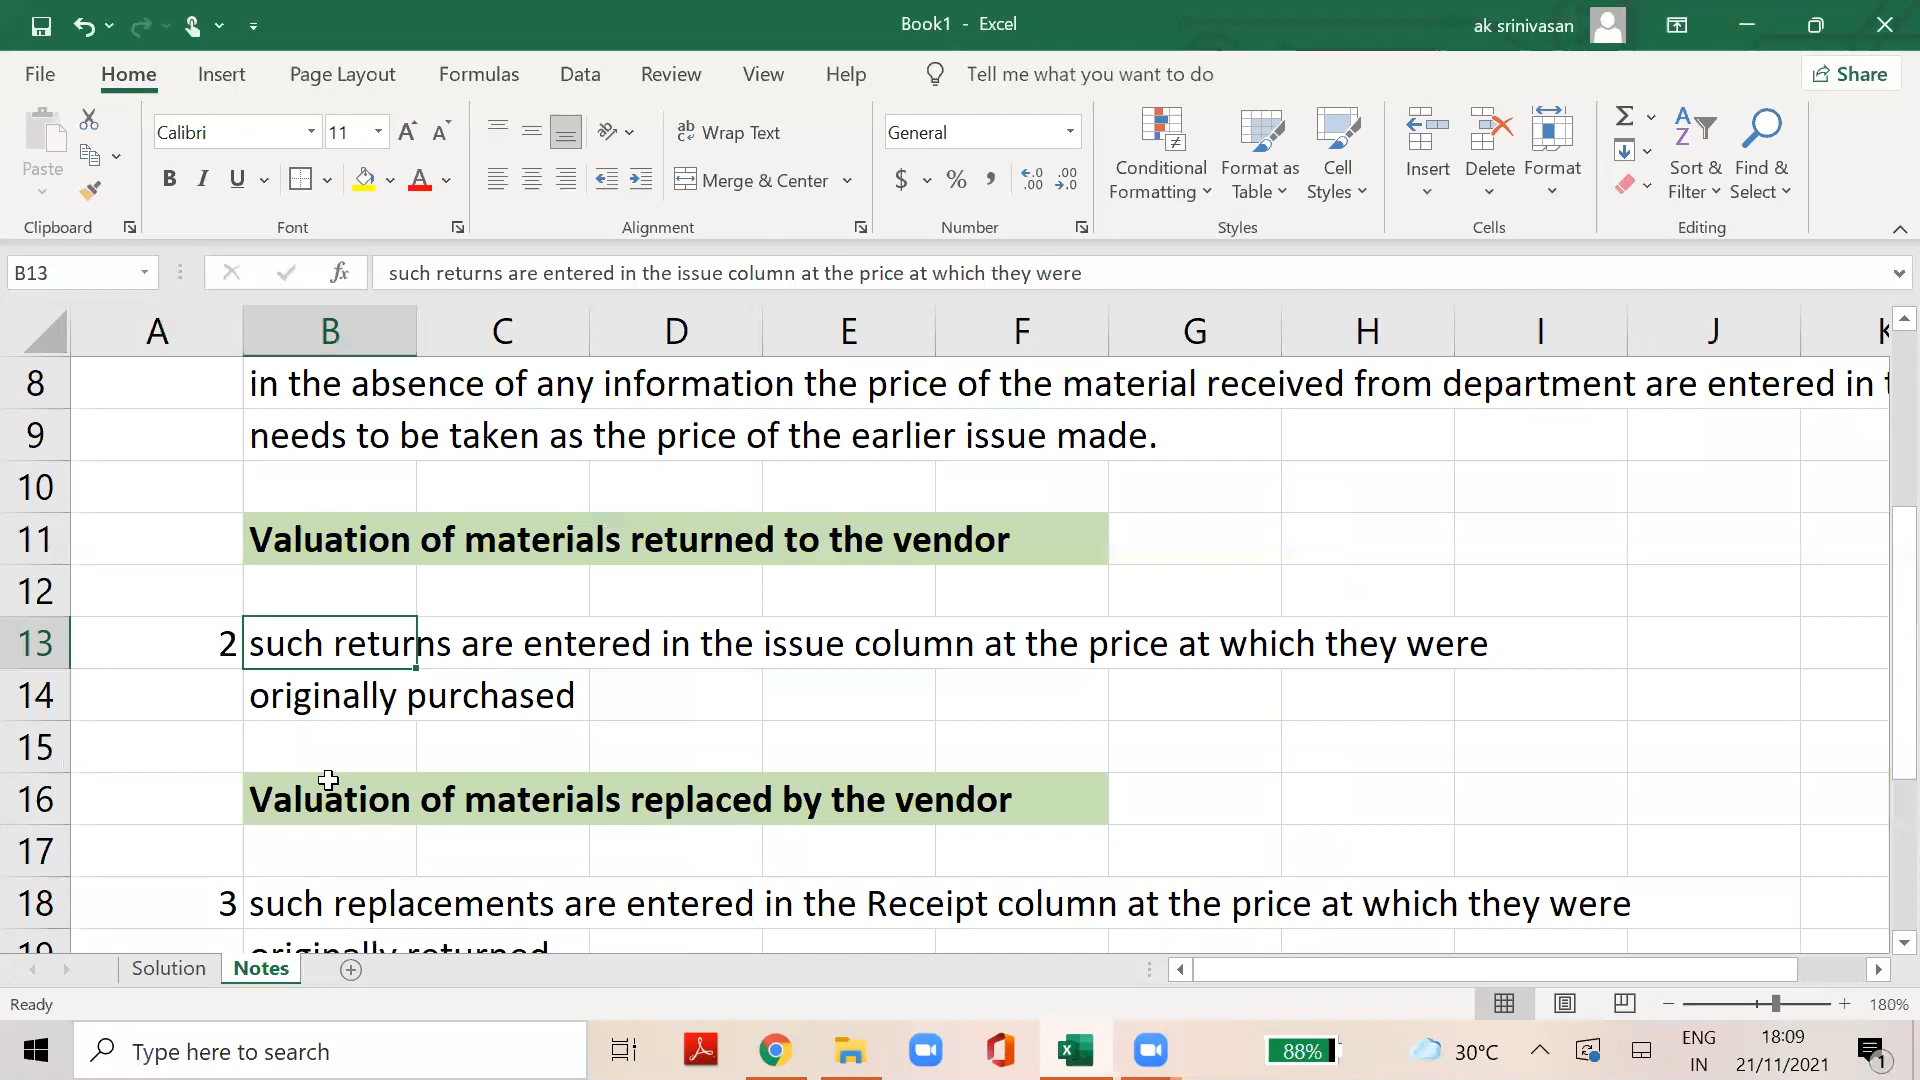 Book1 - Excel
ak srinivasan
File Home Insert Page Layout Formulas Data Review View Help Tell me what you want to do Share
Paste
Clipboard
Calibri 11
B I U
Font
ab Wrap Text
Merge & Center
Alignment
General
$ % ,
Number
Conditional Formatting
Format as Table
Cell Styles
Styles
Insert
Delete
Format
Cells
Sort & Filter
Find & Select
Editing
B13
fx
such returns are entered in the issue column at the price at which they were
A B C D E F G H I J
8 in the absence of any information the price of the material received from department are entered in
9 needs to be taken as the price of the earlier issue made.
10
11 Valuation of materials returned to the vendor
12
13 2 such returns are entered in the issue column at the price at which they were
14 originally purchased
15
16 Valuation of materials replaced by the vendor
17
18 3 such replacements are entered in the Receipt column at the price at which they were
19 originally returned
Solution Notes
Ready
180%
Type here to search
88%
30°C
ENG
IN
18:09
21/11/2021
1